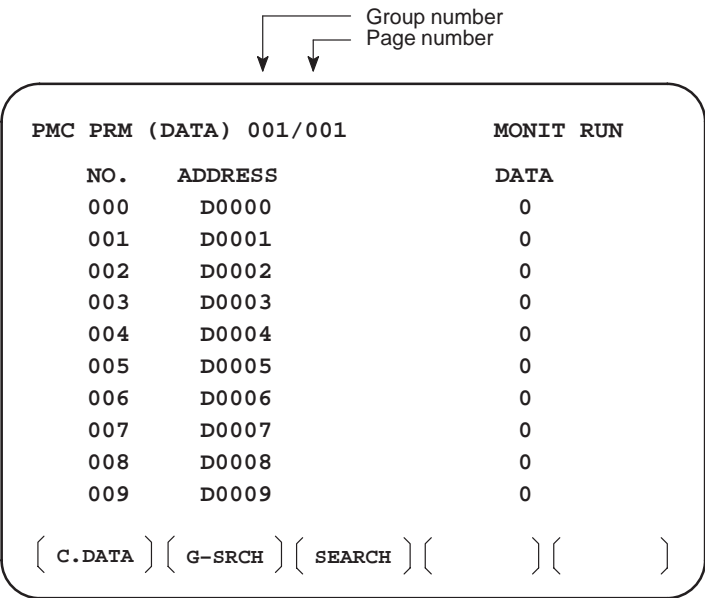 Group number
Page number
PMC PRM (DATA) 001/001 MONIT RUN
NO. ADDRESS DATA
000 D0000 0
001 D0001 0
002 D0002 0
003 D0003 0
004 D0004 0
005 D0005 0
006 D0006 0
007 D0007 0
008 D0008 0
009 D0009 0
C.DATA G-SRCH SEARCH